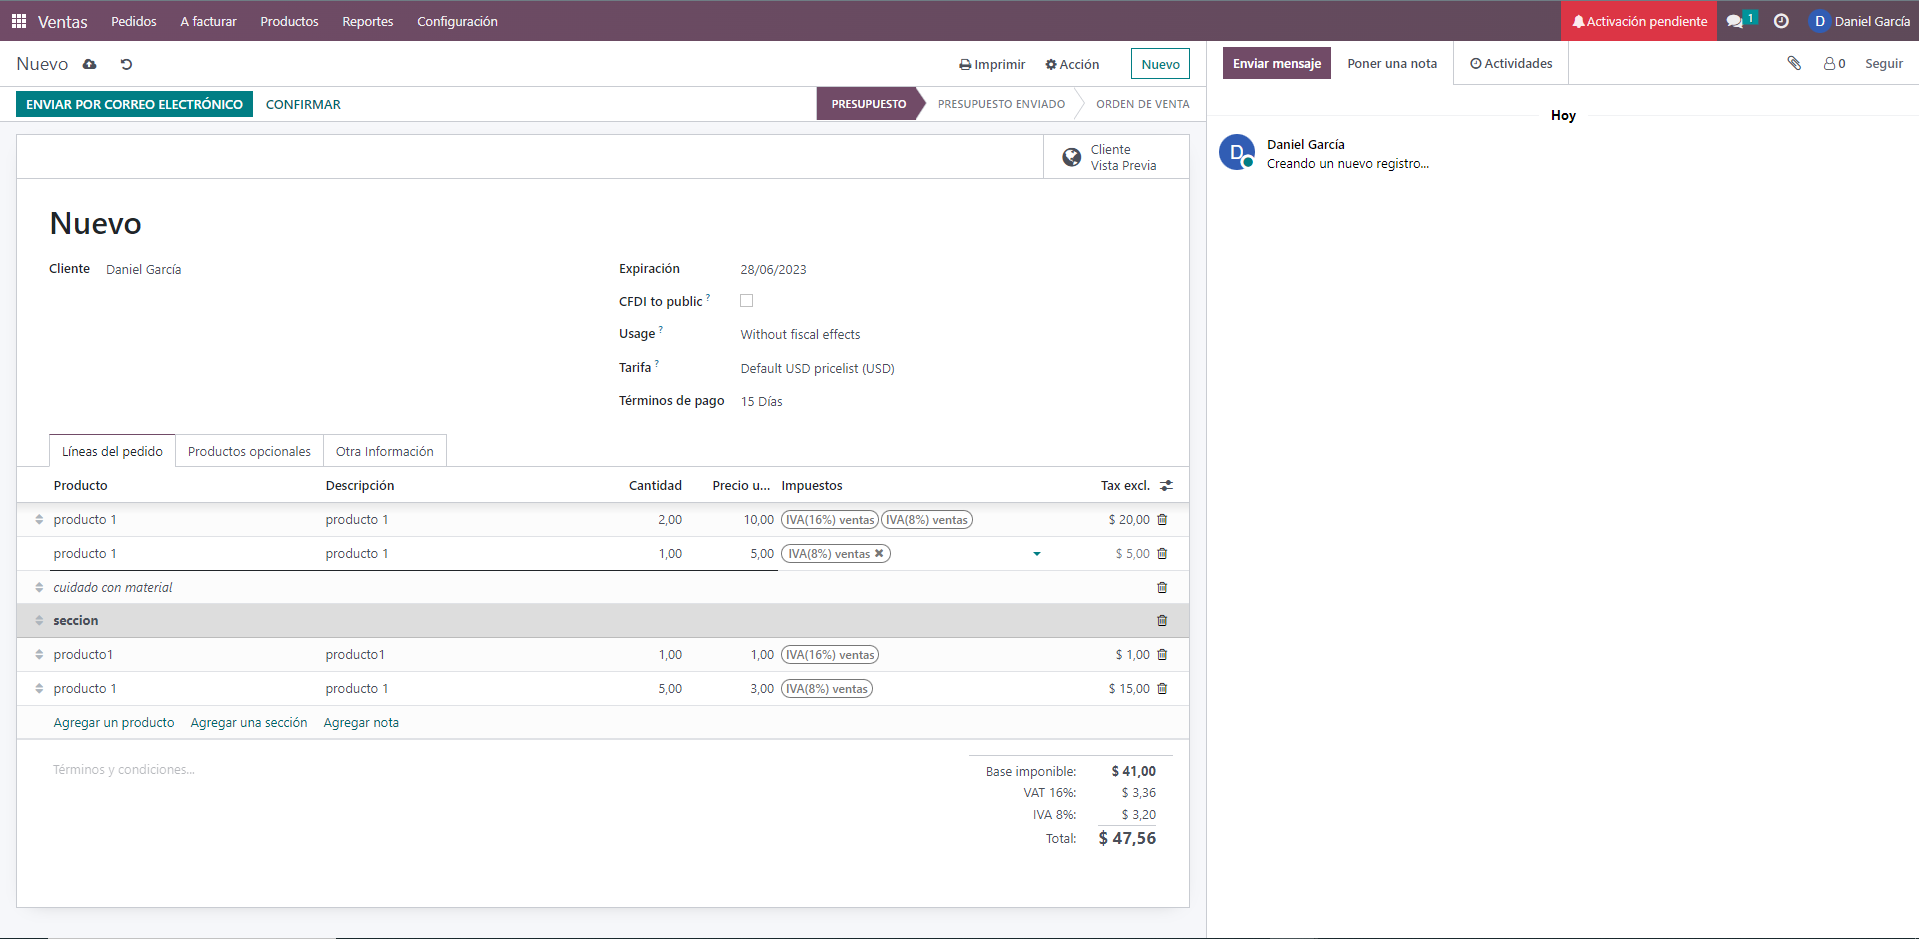 Ventas Pedidos A facturar Productos Reportes Configuración Activación pendiente 1 D Daniel García
Nuevo Imprimir Acción Nuevo
ENVIAR POR CORREO ELECTRÓNICO CONFIRMAR PRESUPUESTO PRESUPUESTO ENVIADO ORDEN DE VENTA
Cliente
Vista Previa
Nuevo
Cliente Daniel García
Expiración 28/06/2023
CFDI to public ?
Usage ? Without fiscal effects
Tarifa ? Default USD pricelist (USD)
Términos de pago 15 Días
Líneas del pedido Productos opcionales Otra Información
Producto Descripción Cantidad Precio u... Impuestos Tax excl.
producto 1 producto 1 2,00 10,00 IVA(16%) ventas IVA(8%) ventas $ 20,00
producto 1 producto 1 1,00 5,00 IVA(8%) ventas $ 5,00
cuidado con material
seccion
producto1 producto1 1,00 1,00 IVA(16%) ventas $ 1,00
producto 1 producto 1 5,00 3,00 IVA(8%) ventas $ 15,00
Agregar un producto Agregar una sección Agregar nota
Términos y condiciones...
Base imponible: $ 41,00
VAT 16%: $ 3,36
IVA 8%: $ 3,20
Total: $ 47,56
Enviar mensaje Poner una nota Actividades 0 Seguir
Hoy
D Daniel García
Creando un nuevo registro...